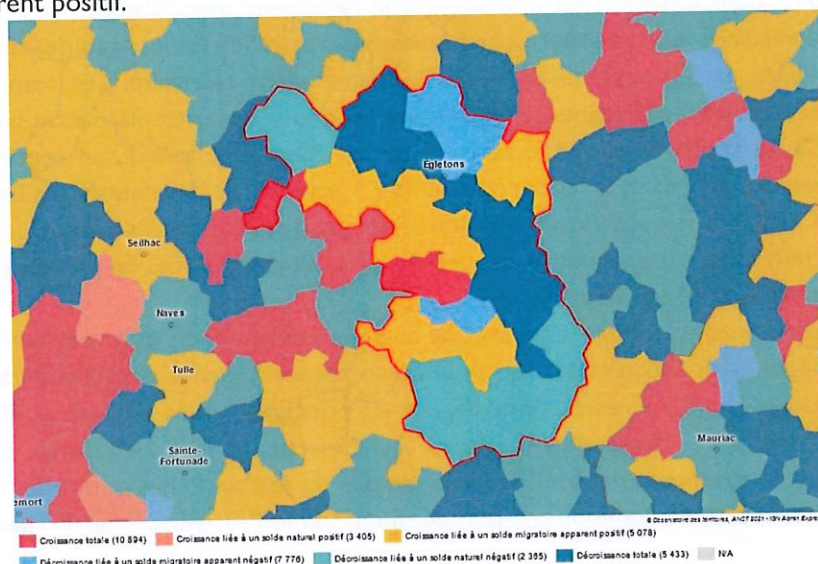 rent positif.
Égletons
Seilhac
Naves
Tulle
Sainte-
Fortunade
Mauriac
emort
© Observatoire des territoires, ANCT 2021 - IGN Admin Expre
Croissance totale (10 894) Croissance liée à un solde naturel positif (3 405) Croissance liée à un solde migratoire apparent positif (5 078)
Décroissance liée à un solde migratoire apparent négatif (7 776) Décroissance liée à un solde naturel négatif (2 365) Décroissance totale (5 433) N/A